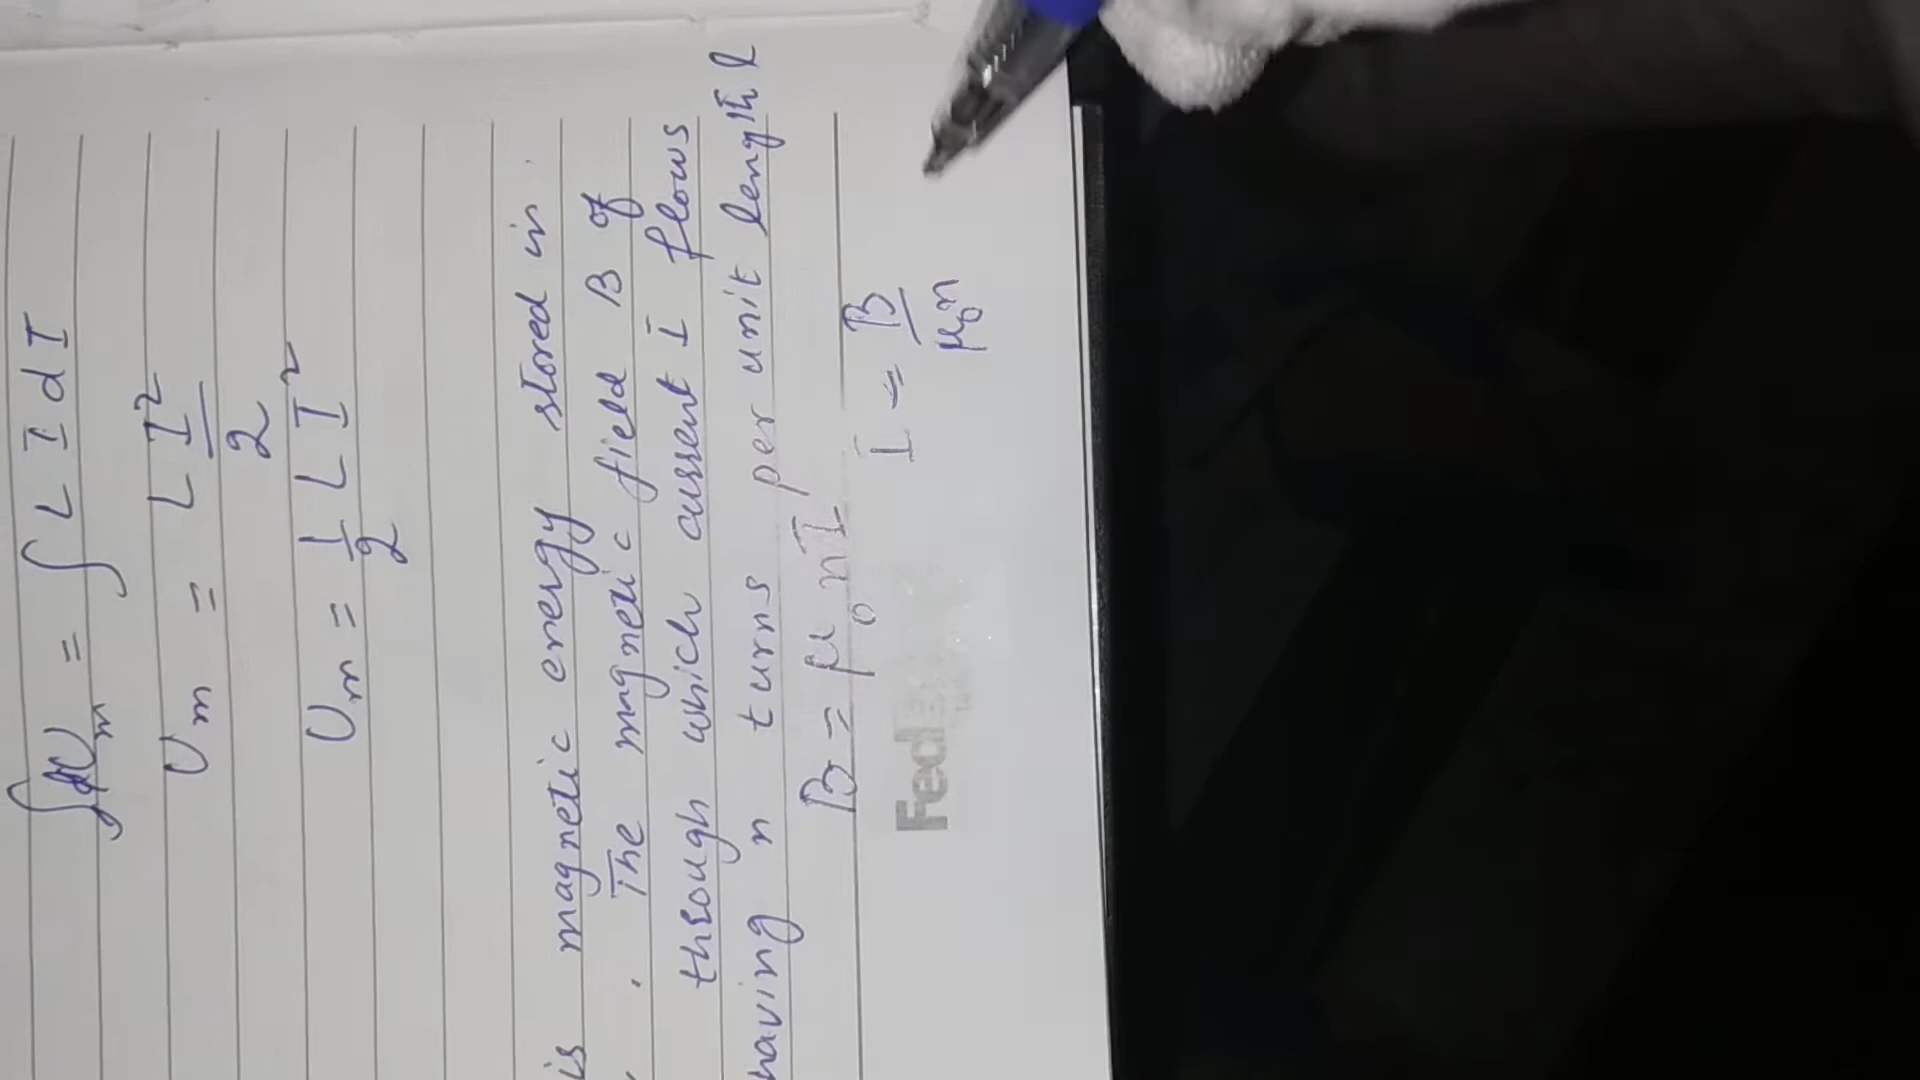 ∫dU_m = ∫ L I dI
U_m = L I²/2
U_m = 1/2 L I²
is magnetic energy stored in
. The magnetic field B of
through which current I flows
having n turns per unit length l
B = μ₀nI
I = B/μ₀n
Fed